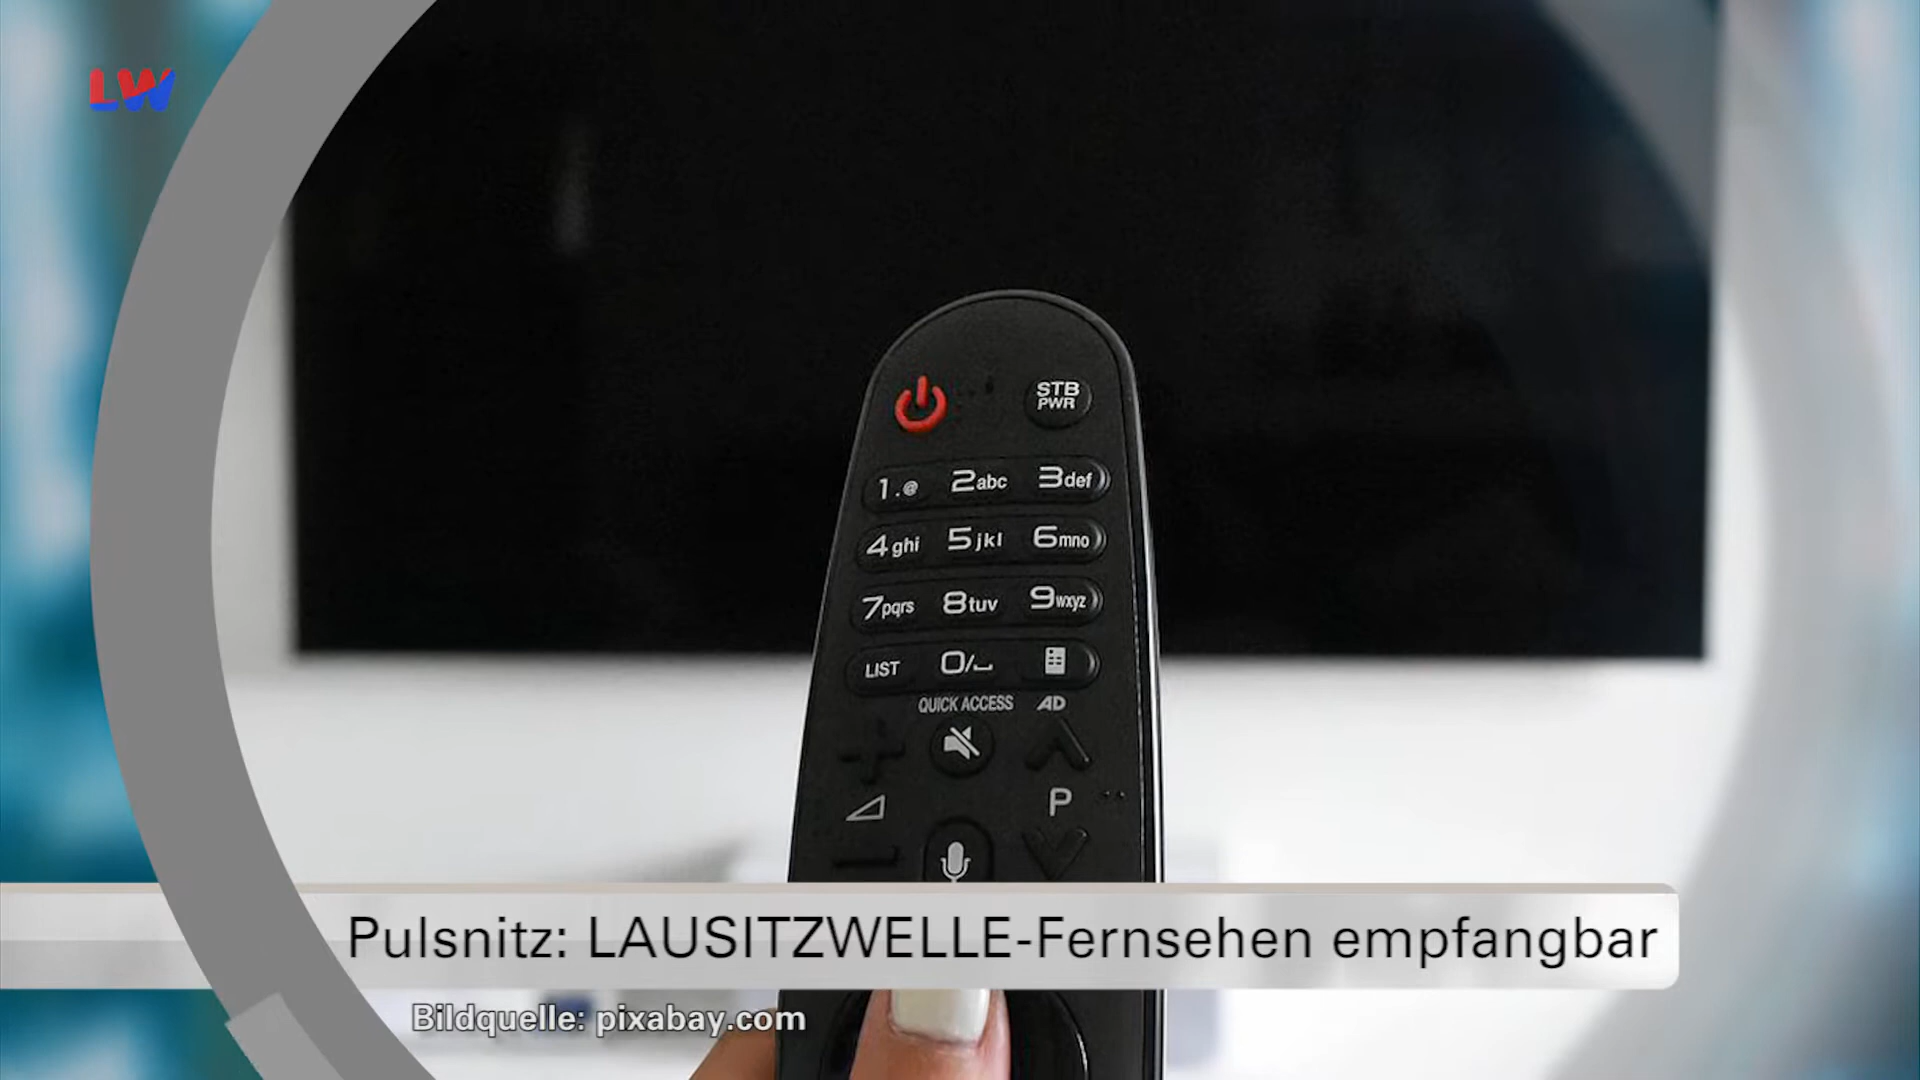 LW
STB
PWR
1.@ 2abc 3def
4ghi 5jkl 6mno
7pqrs 8tuv 9wxyz
LIST 0/⌴
QUICK ACCESS AD
P
Pulsnitz: LAUSITZWELLE-Fernsehen empfangbar
Bildquelle: pixabay.com